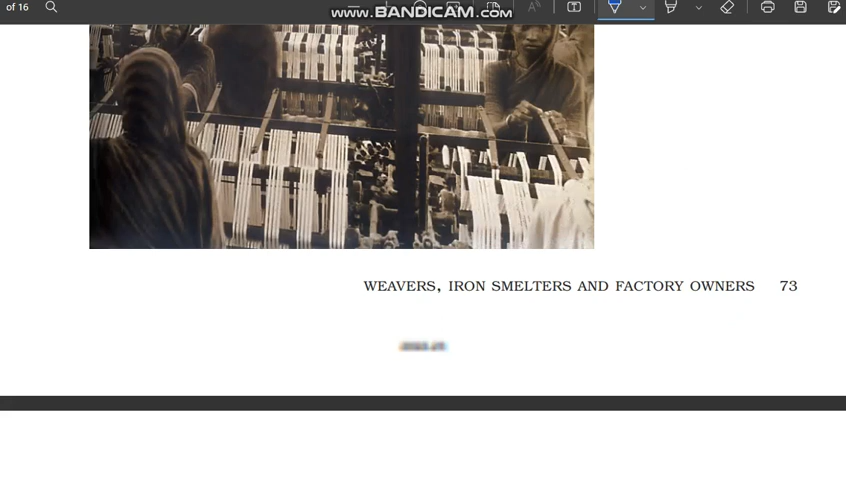 of 16
www.BANDICAM.com
WEAVERS, IRON SMELTERS AND FACTORY OWNERS 73